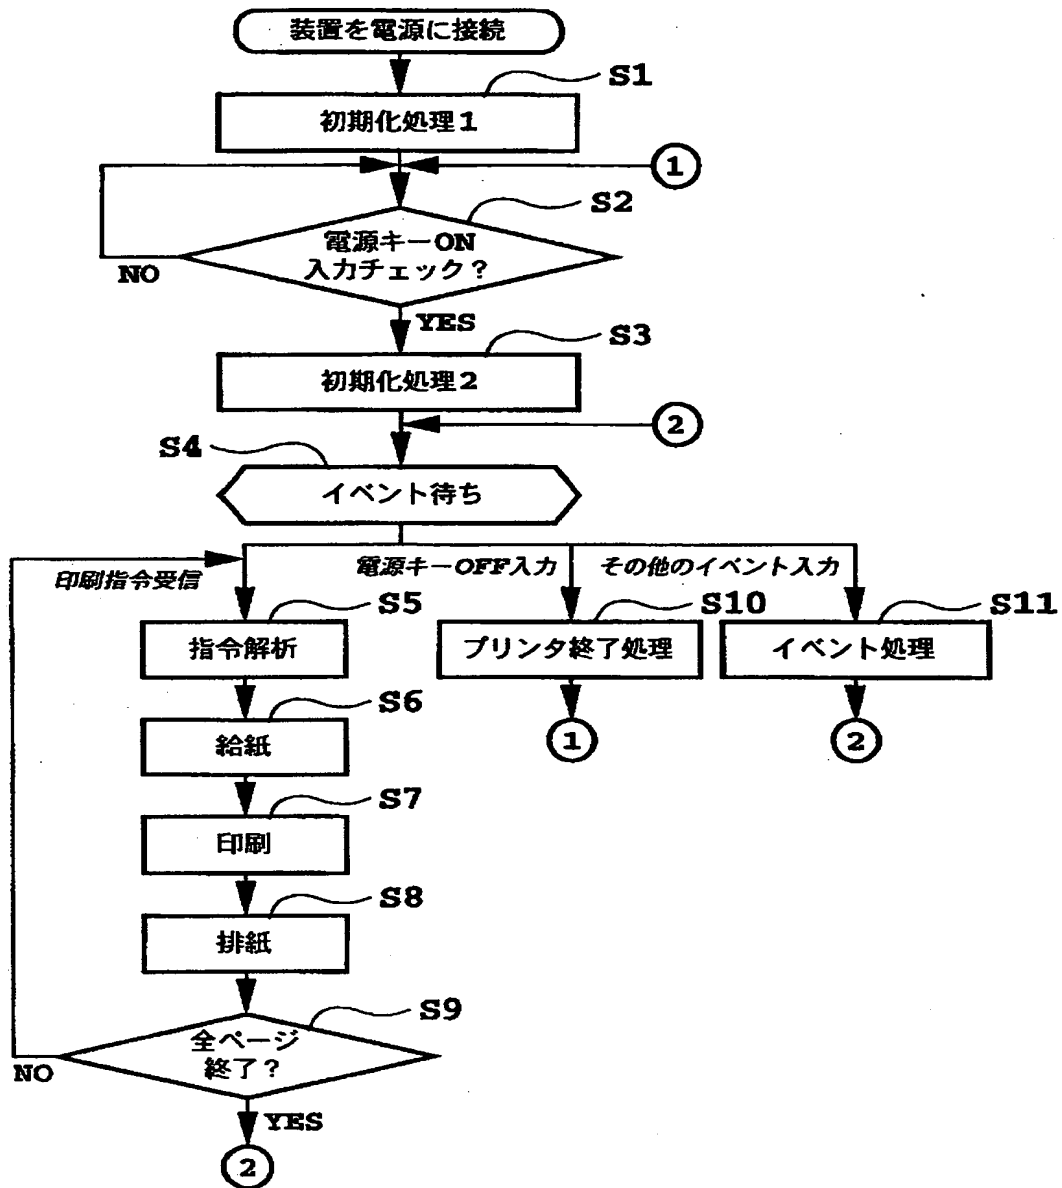 装置を電源に接続
S1
初期化処理1
①
S2
電源キーON
入力チェック?
NO
YES
S3
初期化処理2
②
S4
イベント待ち
印刷指令受信
電源キーOFF入力
その他のイベント入力
S5
S10
S11
指令解析
プリンタ終了処理
イベント処理
S6
給紙
①
②
S7
印刷
S8
排紙
S9
全ページ
終了?
NO
YES
②